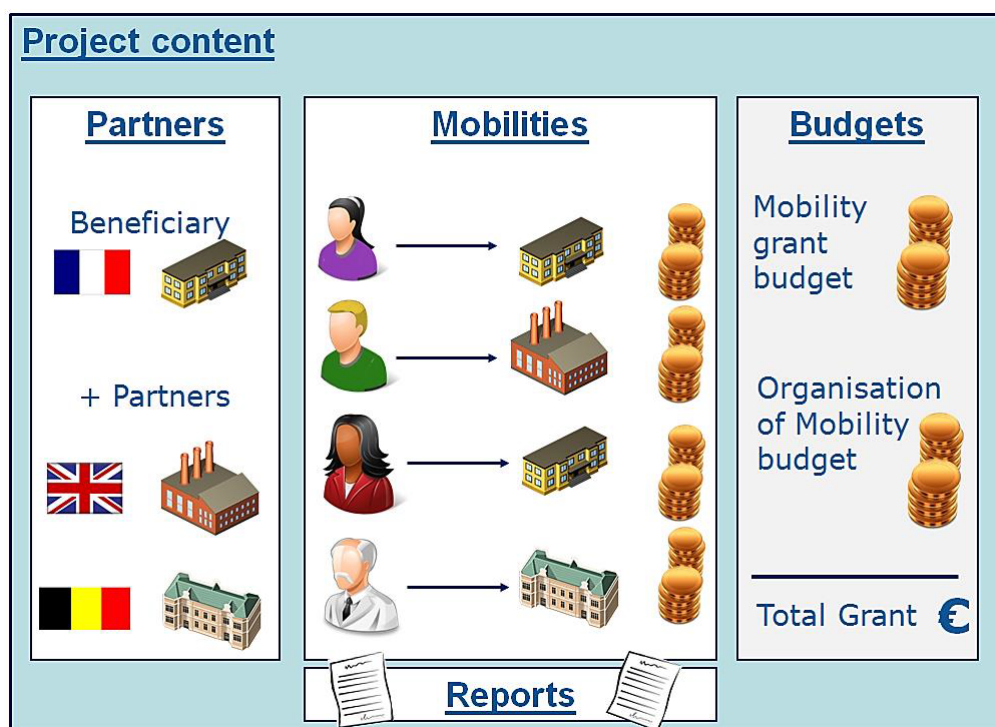 Project content
Partners
Beneficiary
+ Partners
Mobilities
Budgets
Mobility
grant
budget
Organisation
of Mobility
budget
Total Grant €
Reports